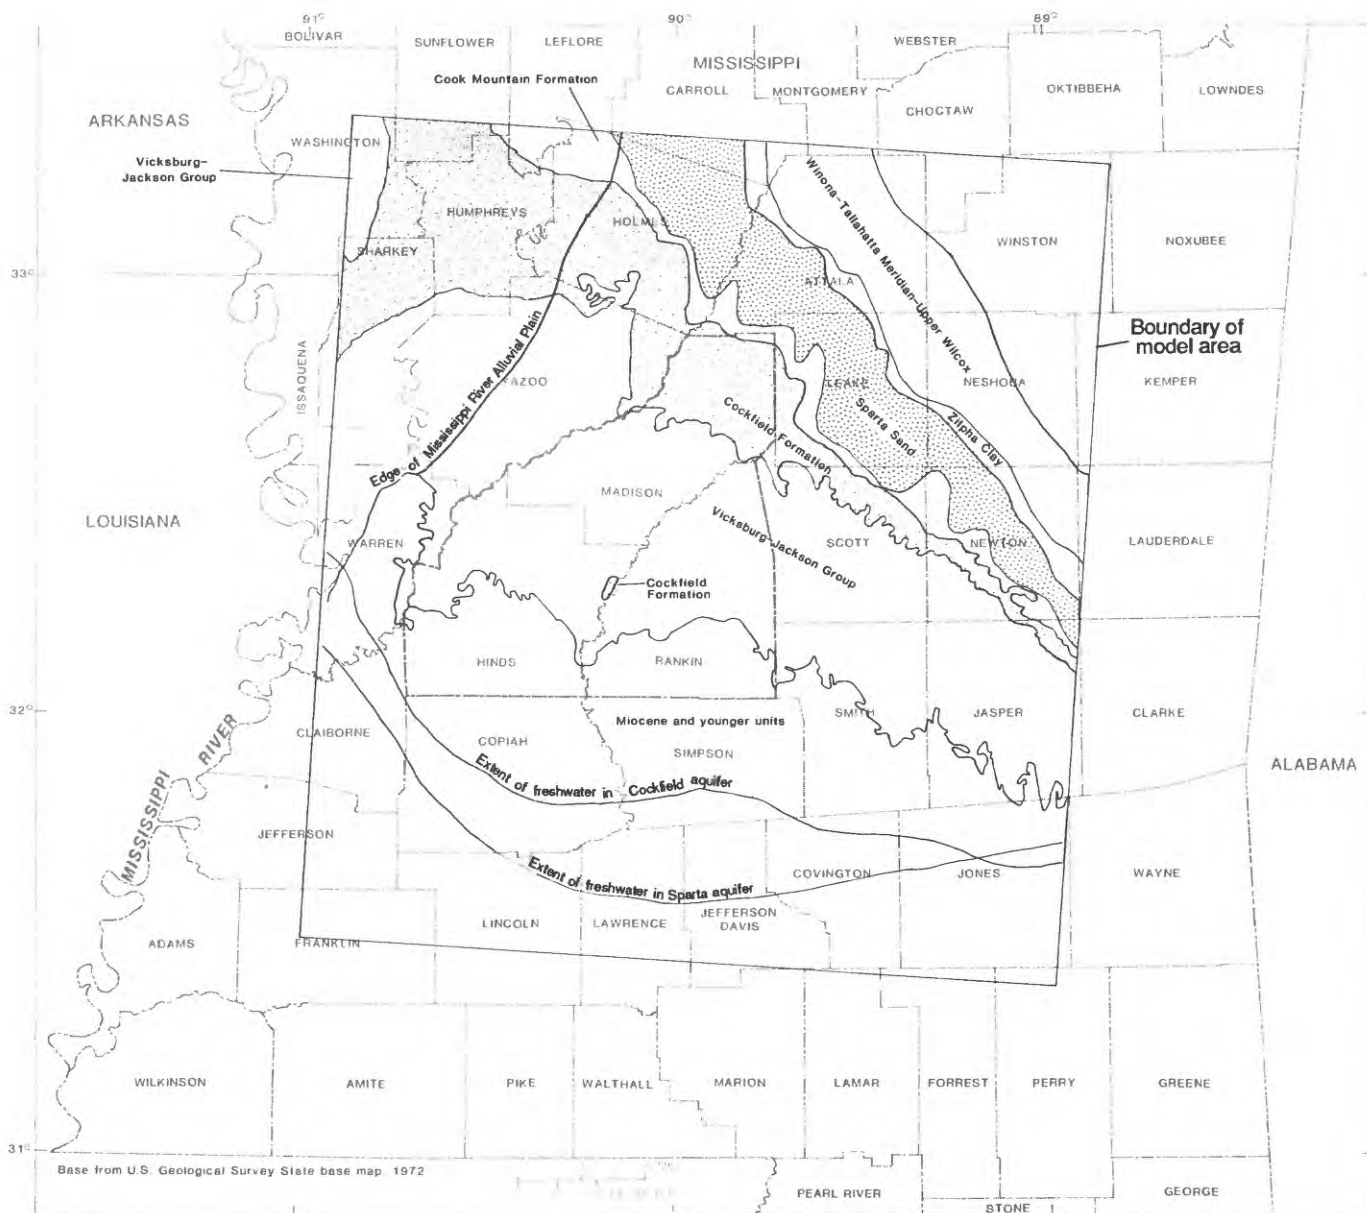 91°
90°
89°
BOLIVAR
SUNFLOWER
LEFLORE
WEBSTER
MISSISSIPPI
Cook Mountain Formation
CARROLL
MONTGOMERY
OKTIBBEHA
LOWNDES
CHOCTAW
ARKANSAS
WASHINGTON
Vicksburg-
Jackson Group
Winona-Tallahatta Meridian-Upper Wilcox
HUMPHREYS
HOLMES
WINSTON
NOXUBEE
SHARKEY
33°
ATTALA
Boundary of
model area
ISSAQUENA
YAZOO
Edge of Mississippi River Alluvial Plain
LEAKE
NESHOBA
KEMPER
Sparta Sand
Zilpha Clay
Cockfield Formation
MADISON
LOUISIANA
Vicksburg-Jackson Group
WARREN
SCOTT
NEWTON
LAUDERDALE
Cockfield
Formation
HINDS
RANKIN
32°
Miocene and younger units
SMITH
JASPER
CLARKE
CLAIBORNE
COPIAH
SIMPSON
ALABAMA
MISSISSIPPI RIVER
Extent of freshwater in Cockfield aquifer
JEFFERSON
Extent of freshwater in Sparta aquifer
COVINGTON
JONES
WAYNE
LINCOLN
LAWRENCE
JEFFERSON
DAVIS
ADAMS
FRANKLIN
WILKINSON
AMITE
PIKE
WALTHALL
MARION
LAMAR
FORREST
PERRY
GREENE
31°
Base from U.S. Geological Survey State base map, 1972
PEARL RIVER
STONE
GEORGE